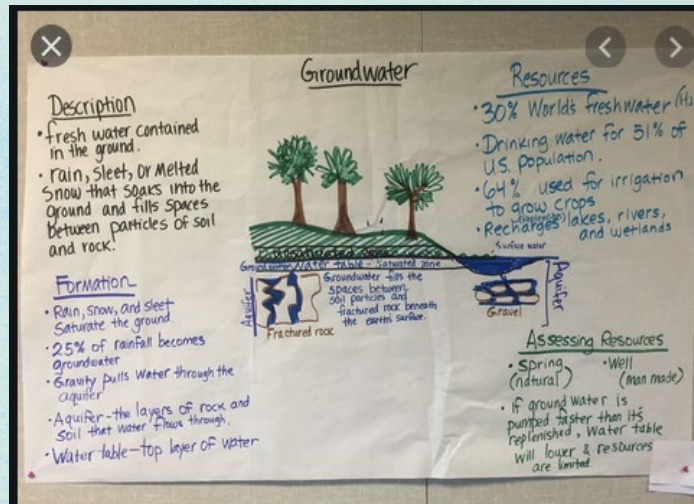 Groundwater
Description
• fresh water contained
in the ground.
• rain, sleet, or melted
snow that soaks into the
ground and fills spaces
between particles of soil
and rock.
Formation
• Rain, snow, and sleet
saturate the ground.
• 25% of rainfall becomes
groundwater
• Gravity pulls water through the
aquifer
• Aquifer - the layers of rock and
soil that water flows through.
• Water table - top layer of water
Water table - Saturated zone
Aquifer
Groundwater fills the
spaces between
soil particles and
fractured rock beneath
the earth's surface.
Fractured rock
Surface water
Gravel
Aquifer
Resources
• 30% World's freshwater
• Drinking water for 51% of
U.S. population.
• 64% used for irrigation
to grow crops
• Recharges lakes, rivers,
and wetlands
Assessing Resources
• Spring
(natural)
• Well
(man made)
• If ground water is
pumped faster than its
replenished, water table
will lower & resources
are limited.